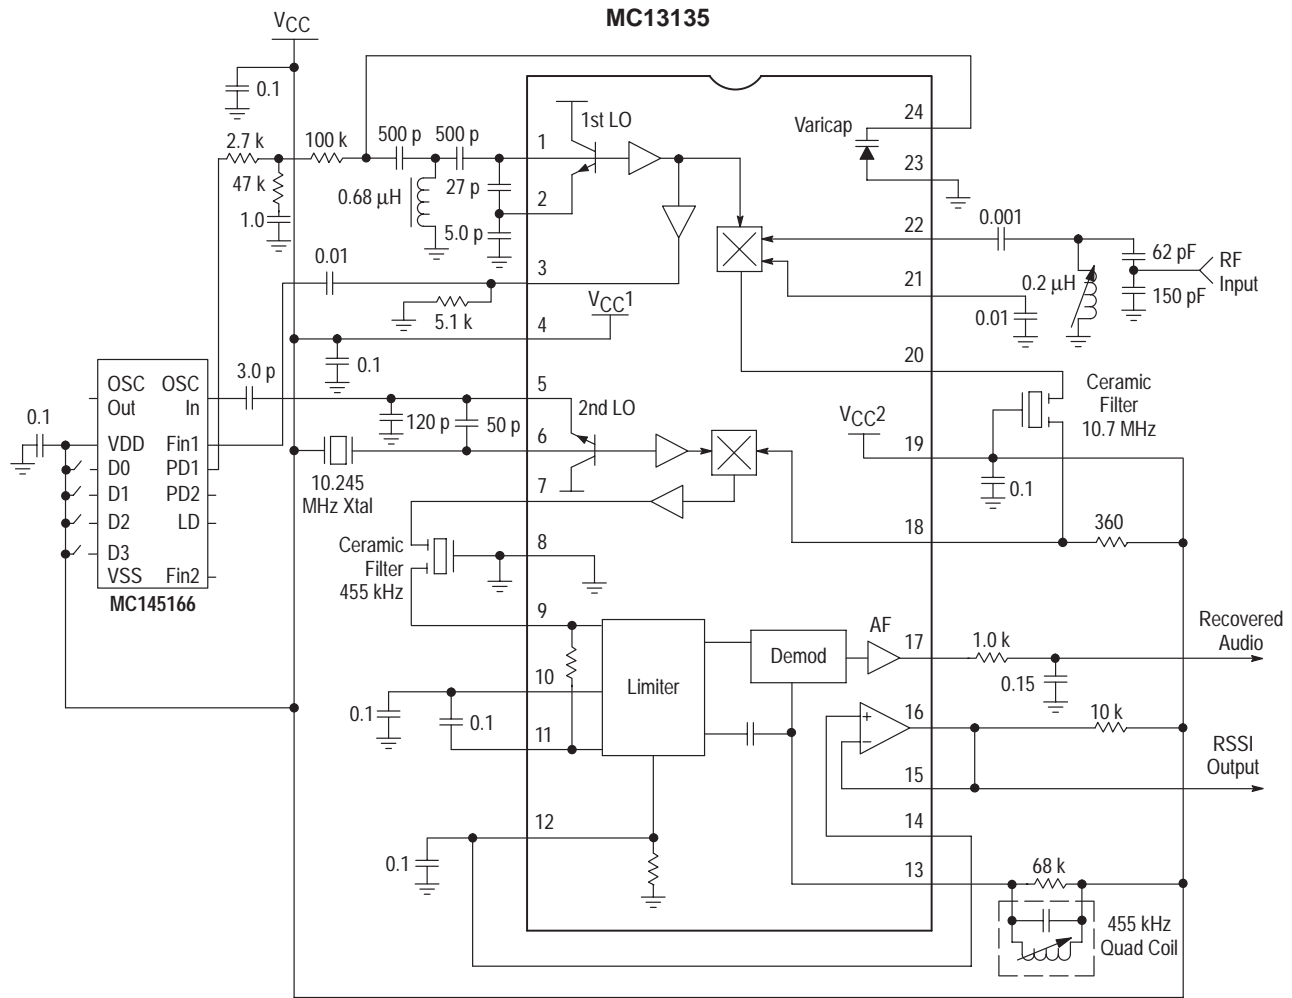 MC13135
VCC
0.1
2.7 k
100 k
500 p
500 p
47 k
1.0
0.68 µH
27 p
5.0 p
0.01
5.1 k
1
2
3
4
1st LO
VCC1
Varicap
24
23
22
21
20
0.001
0.01
0.2 µH
62 pF
150 pF
RF
Input
0.1
3.0 p
0.1
OSC
Out
OSC
In
VDD
Fin1
D0
PD1
D1
PD2
D2
LD
D3
VSS
Fin2
MC145166
120 p
50 p
10.245
MHz Xtal
5
6
7
8
9
10
11
12
2nd LO
VCC2
19
18
0.1
Ceramic
Filter
10.7 MHz
360
Ceramic
Filter
455 kHz
Limiter
Demod
AF
17
1.0 k
0.15
Recovered
Audio
0.1
0.1
+
−
16
15
14
13
10 k
RSSI
Output
0.1
68 k
455 kHz
Quad Coil